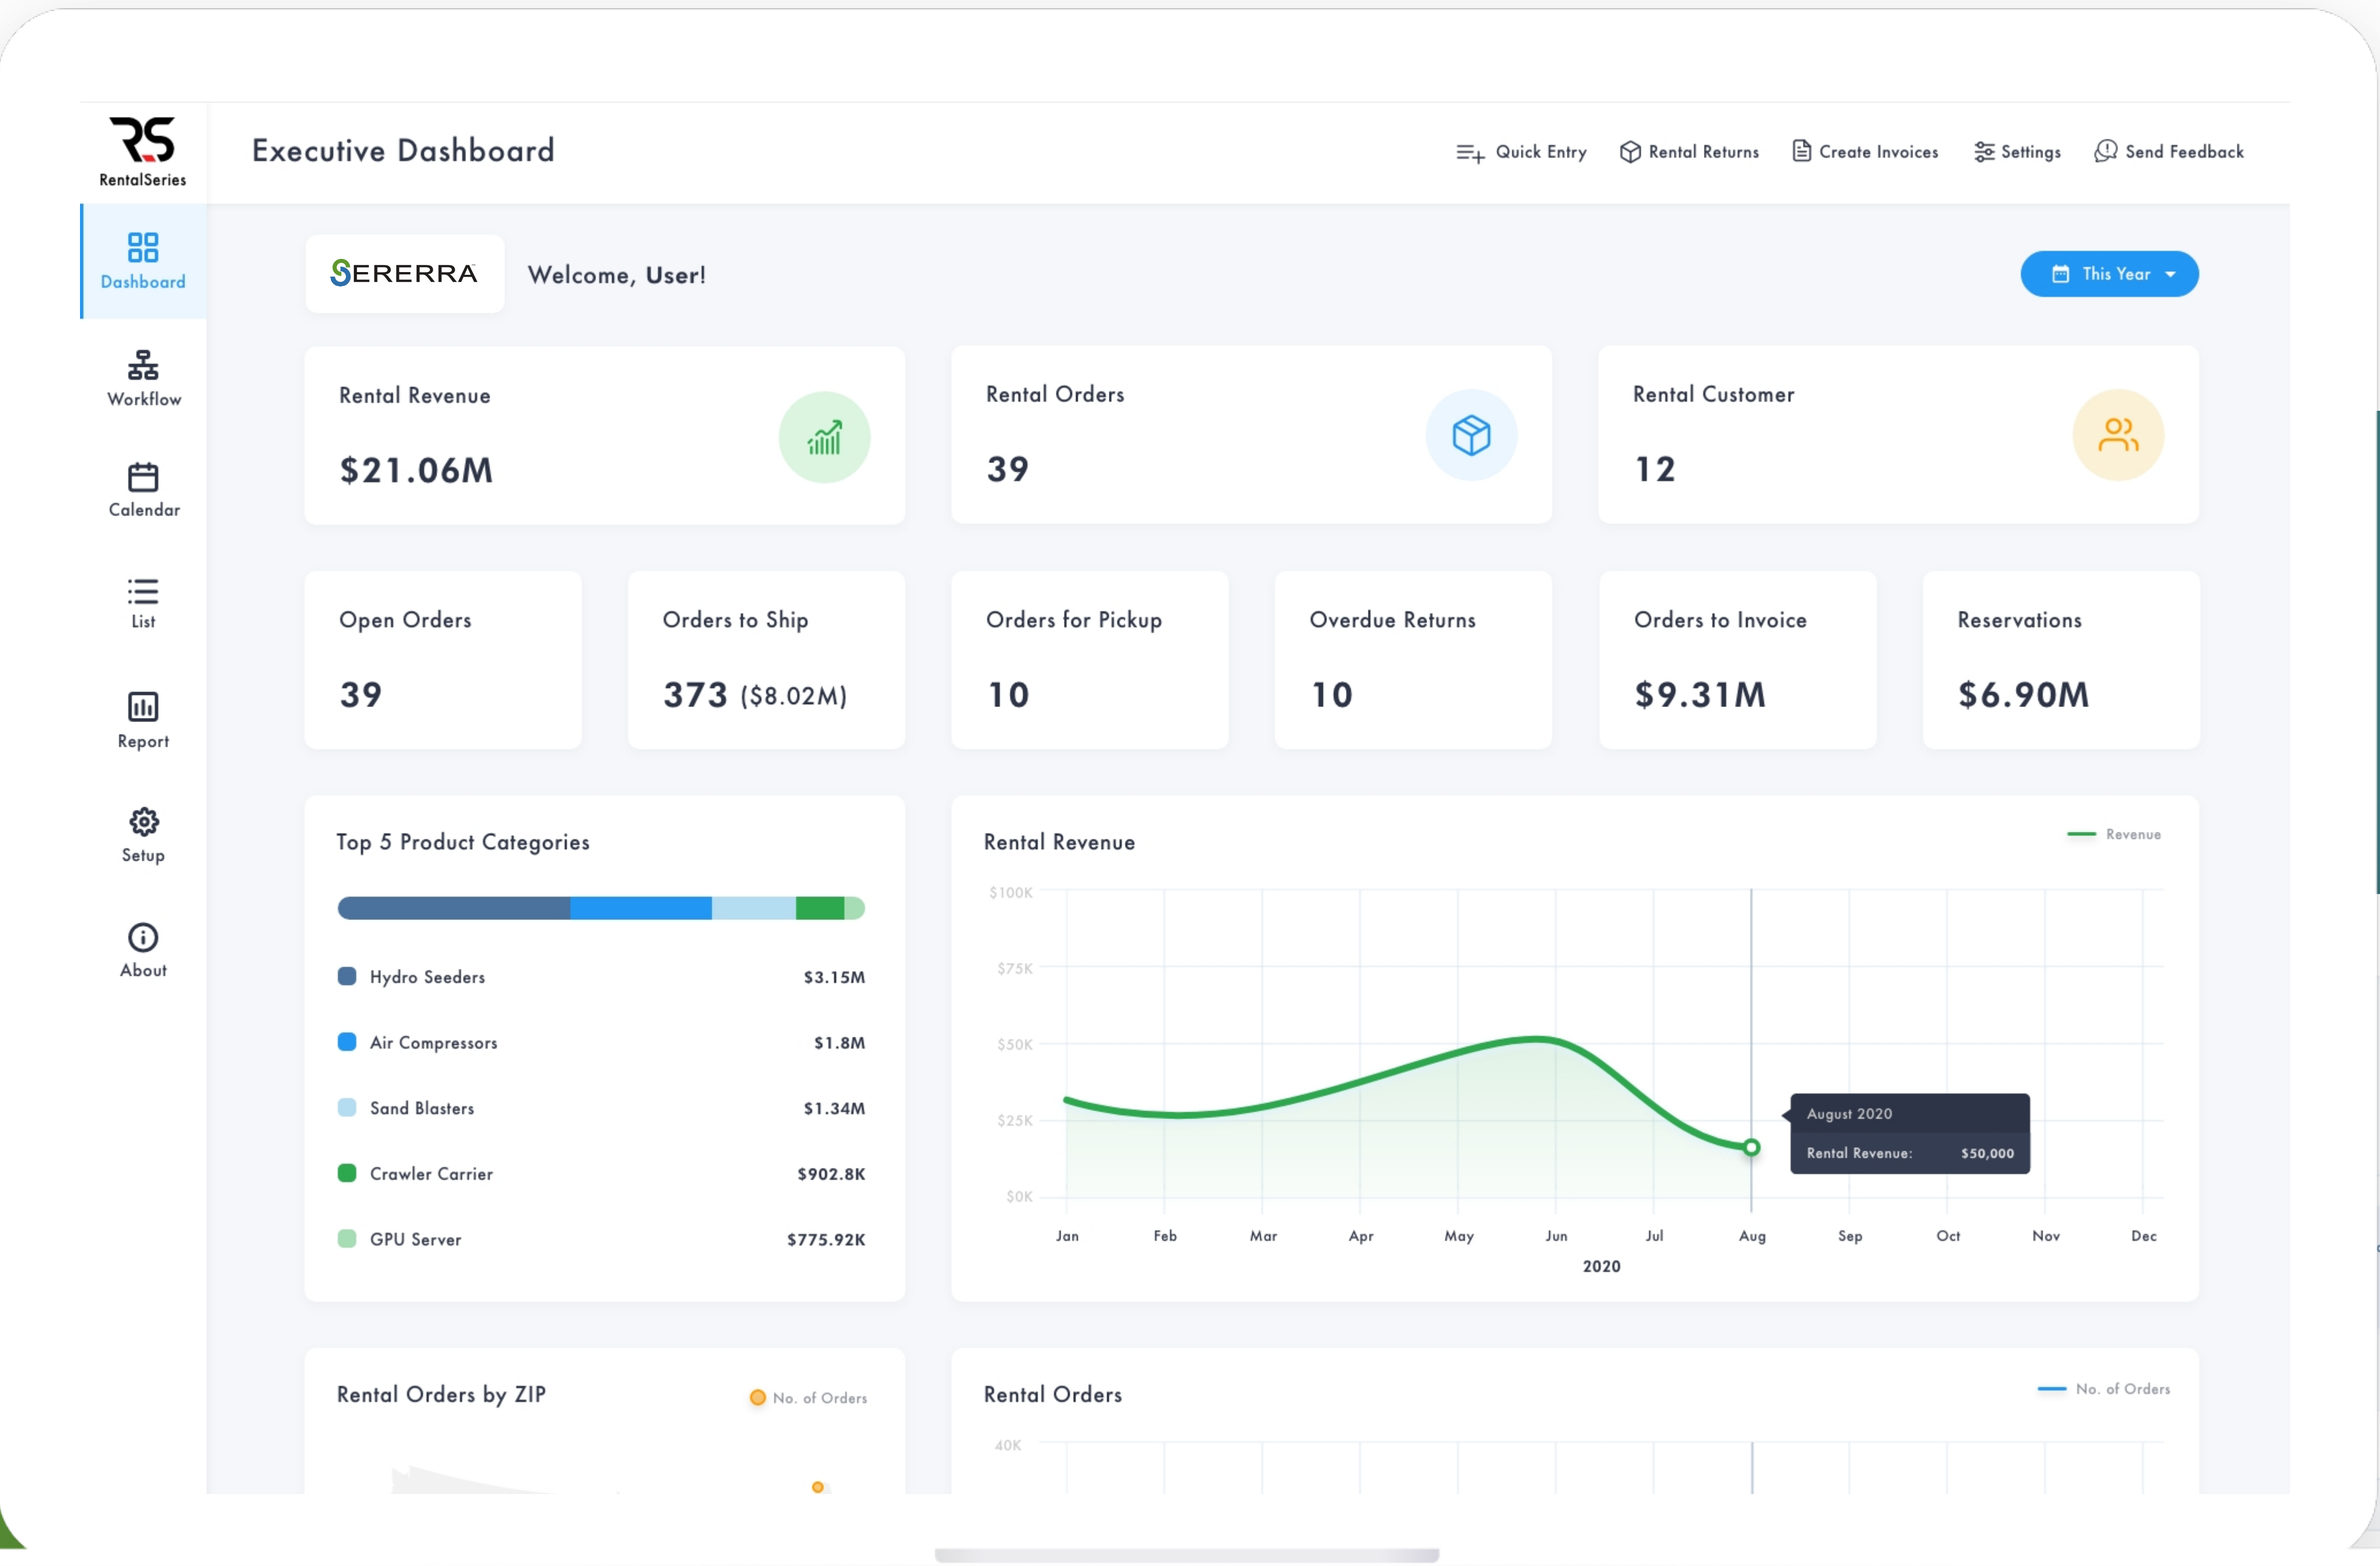 RS
RentalSeries
Executive Dashboard
Quick Entry
Rental Returns
Create Invoices
Settings
Send Feedback
Dashboard
Workflow
Calendar
List
Report
Setup
About
SERERRA
Welcome, User!
This Year
Rental Revenue
$21.06M
Rental Orders
39
Rental Customer
12
Open Orders
39
Orders to Ship
373 ($8.02M)
Orders for Pickup
10
Overdue Returns
10
Orders to Invoice
$9.31M
Reservations
$6.90M
Top 5 Product Categories
Hydro Seeders $3.15M
Air Compressors $1.8M
Sand Blasters $1.34M
Crawler Carrier $902.8K
GPU Server $775.92K
Rental Revenue
Revenue
$100K
$75K
$50K
$25K
$0K
August 2020
Rental Revenue: $50,000
Jan Feb Mar Apr May Jun Jul Aug Sep Oct Nov Dec
2020
Rental Orders by ZIP
No. of Orders
Rental Orders
No. of Orders
40K